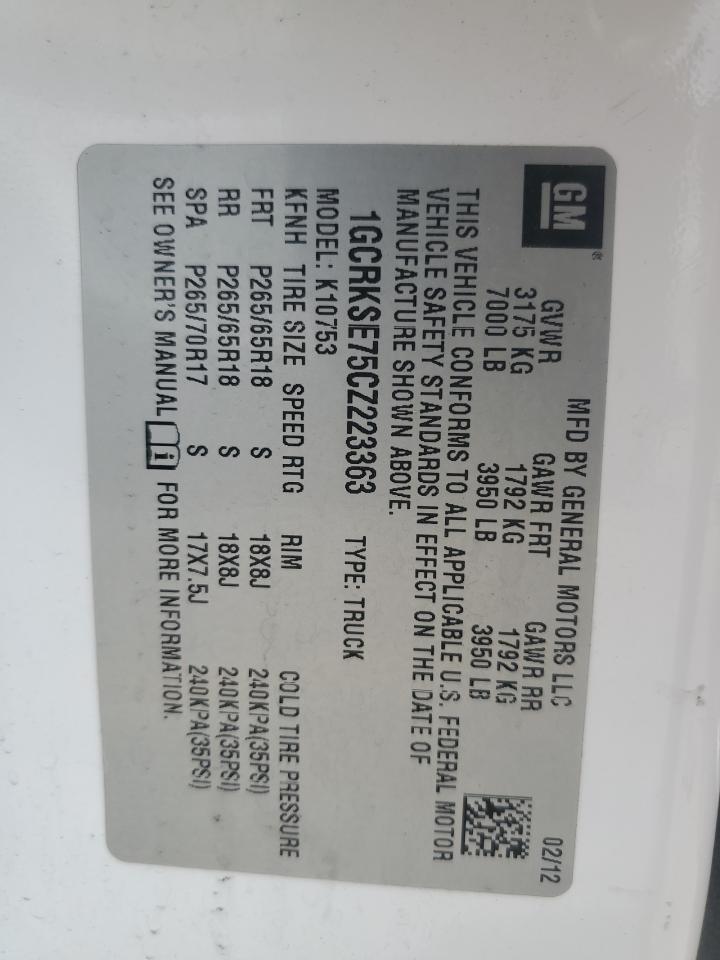 GM®
MFD BY GENERAL MOTORS LLC 02/12
GVWR GAWR FRT GAWR RR
3175 KG 1792 KG 1792 KG
7000 LB 3950 LB 3950 LB
THIS VEHICLE CONFORMS TO ALL APPLICABLE U.S. FEDERAL MOTOR
VEHICLE SAFETY STANDARDS IN EFFECT ON THE DATE OF
MANUFACTURE SHOWN ABOVE.
1GCRKSE75CZ223363 TYPE: TRUCK
MODEL: K10753
KFNH TIRE SIZE SPEED RTG RIM COLD TIRE PRESSURE
FRT P265/65R18 S 18X8J 240KPA(35PSI)
RR P265/65R18 S 18X8J 240KPA(35PSI)
SPA P265/70R17 S 17X7.5J 240KPA(35PSI)
SEE OWNER'S MANUAL i FOR MORE INFORMATION.